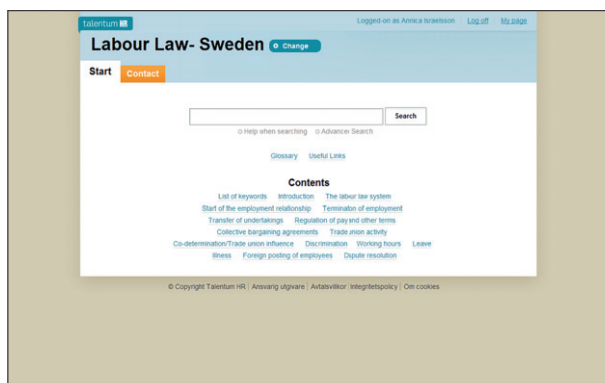 talentum HR
Logged-on as Annica Israelsson | Log off | My page
Labour Law- Sweden Change
Start Contact
Search
Help when searching Advancer Search
Glossary Useful Links
Contents
List of keywords Introduction The labour law system
Start of the employment relationship Terminaton of employment
Transfer of undertakings Regulation of pay and other terms
Collective bargaining agreements Trade union activity
Co-determination/Trade union influence Discrimination Working hours Leave
Illness Foreign posting of employees Dispute resolution
© Copyright Talentum HR | Ansvarig utgivare | Avtalsvillkor | Integritetspolicy | Om cookies